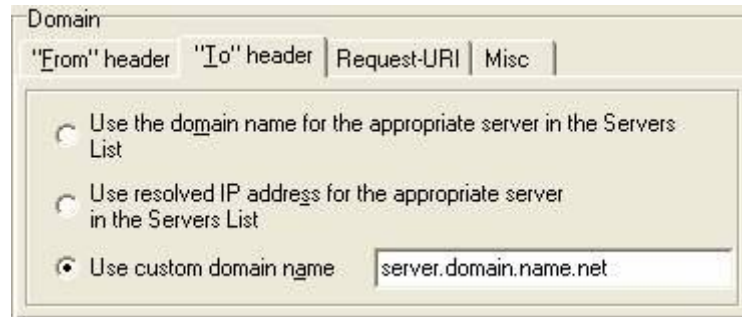 Domain
"From" header "To" header Request-URI Misc
Use the domain name for the appropriate server in the Servers
List
Use resolved IP address for the appropriate server
in the Servers List
Use custom domain name server.domain.name.net